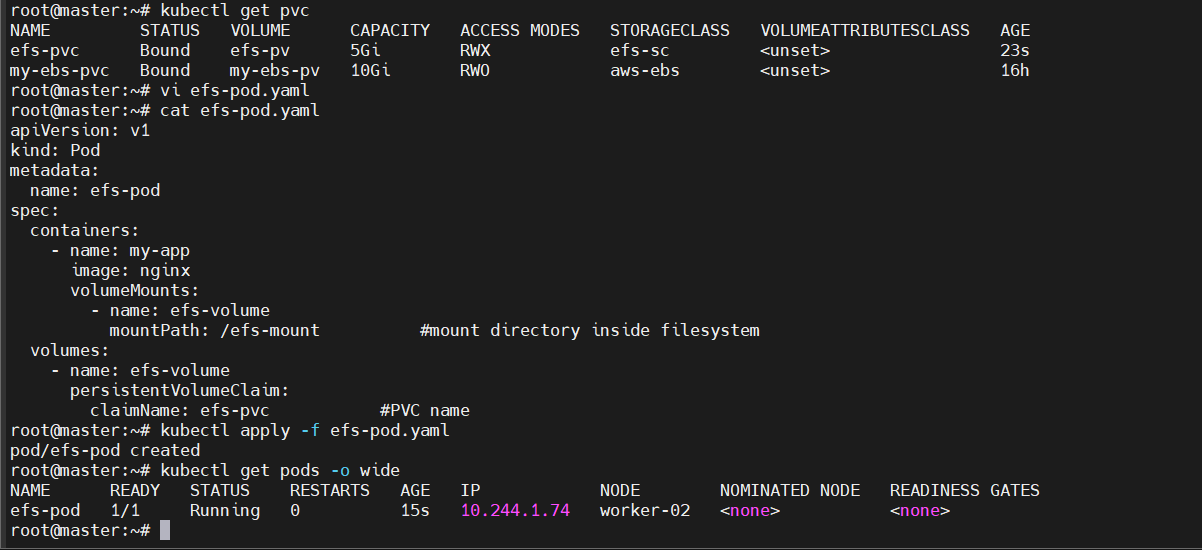 root@master:~# kubectl get pvc
NAME         STATUS   VOLUME      CAPACITY   ACCESS MODES   STORAGECLASS   VOLUMEATTRIBUTESCLASS   AGE
efs-pvc      Bound    efs-pv      5Gi        RWX            efs-sc         <unset>                 23s
my-ebs-pvc   Bound    my-ebs-pv   10Gi       RWO            aws-ebs        <unset>                 16h
root@master:~# vi efs-pod.yaml
root@master:~# cat efs-pod.yaml
apiVersion: v1
kind: Pod
metadata:
  name: efs-pod
spec:
  containers:
    - name: my-app
      image: nginx
      volumeMounts:
        - name: efs-volume
          mountPath: /efs-mount          #mount directory inside filesystem
  volumes:
    - name: efs-volume
      persistentVolumeClaim:
        claimName: efs-pvc           #PVC name
root@master:~# kubectl apply -f efs-pod.yaml
pod/efs-pod created
root@master:~# kubectl get pods -o wide
NAME      READY   STATUS    RESTARTS   AGE   IP            NODE        NOMINATED NODE   READINESS GATES
efs-pod   1/1     Running   0          15s   10.244.1.74   worker-02   <none>           <none>
root@master:~#